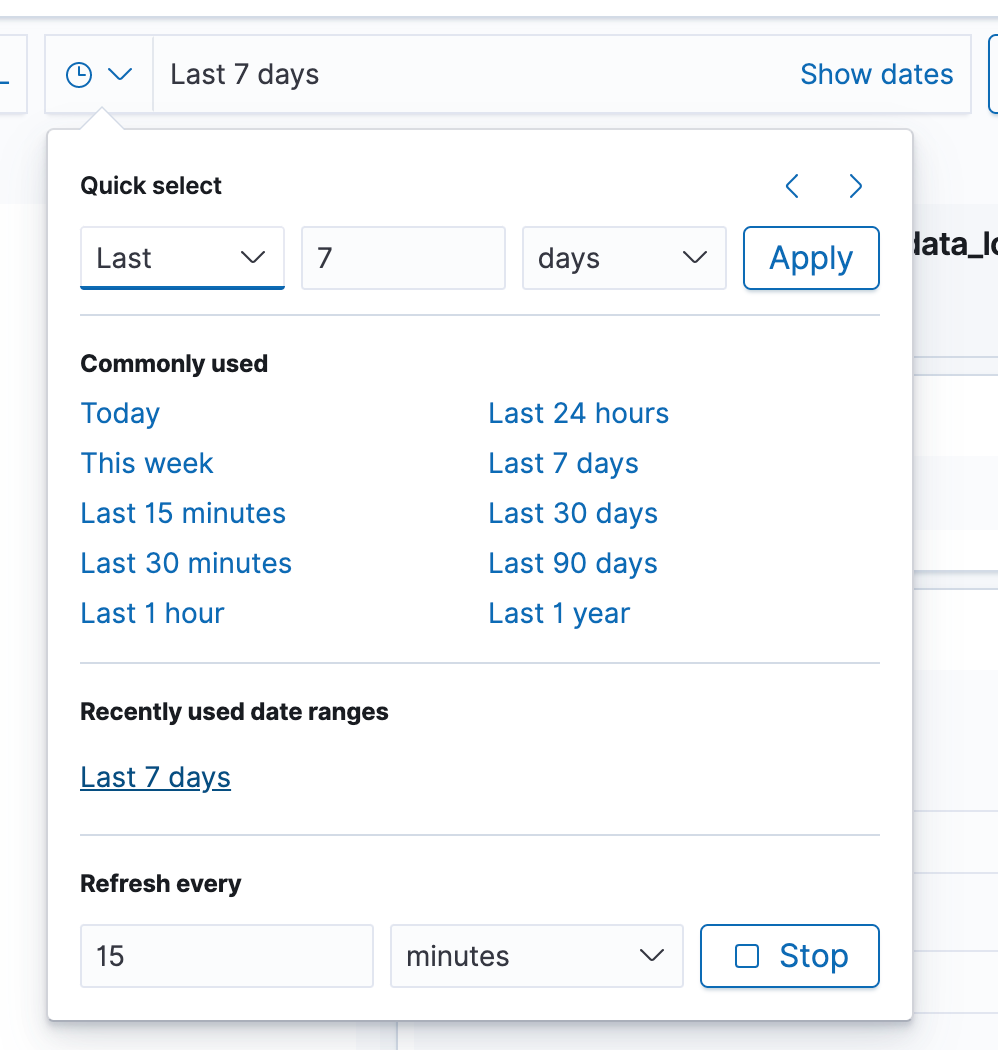 Last 7 days Show dates
Quick select
Last 7 days Apply
Commonly used
Today Last 24 hours
This week Last 7 days
Last 15 minutes Last 30 days
Last 30 minutes Last 90 days
Last 1 hour Last 1 year
Recently used date ranges
Last 7 days
Refresh every
15 minutes Stop